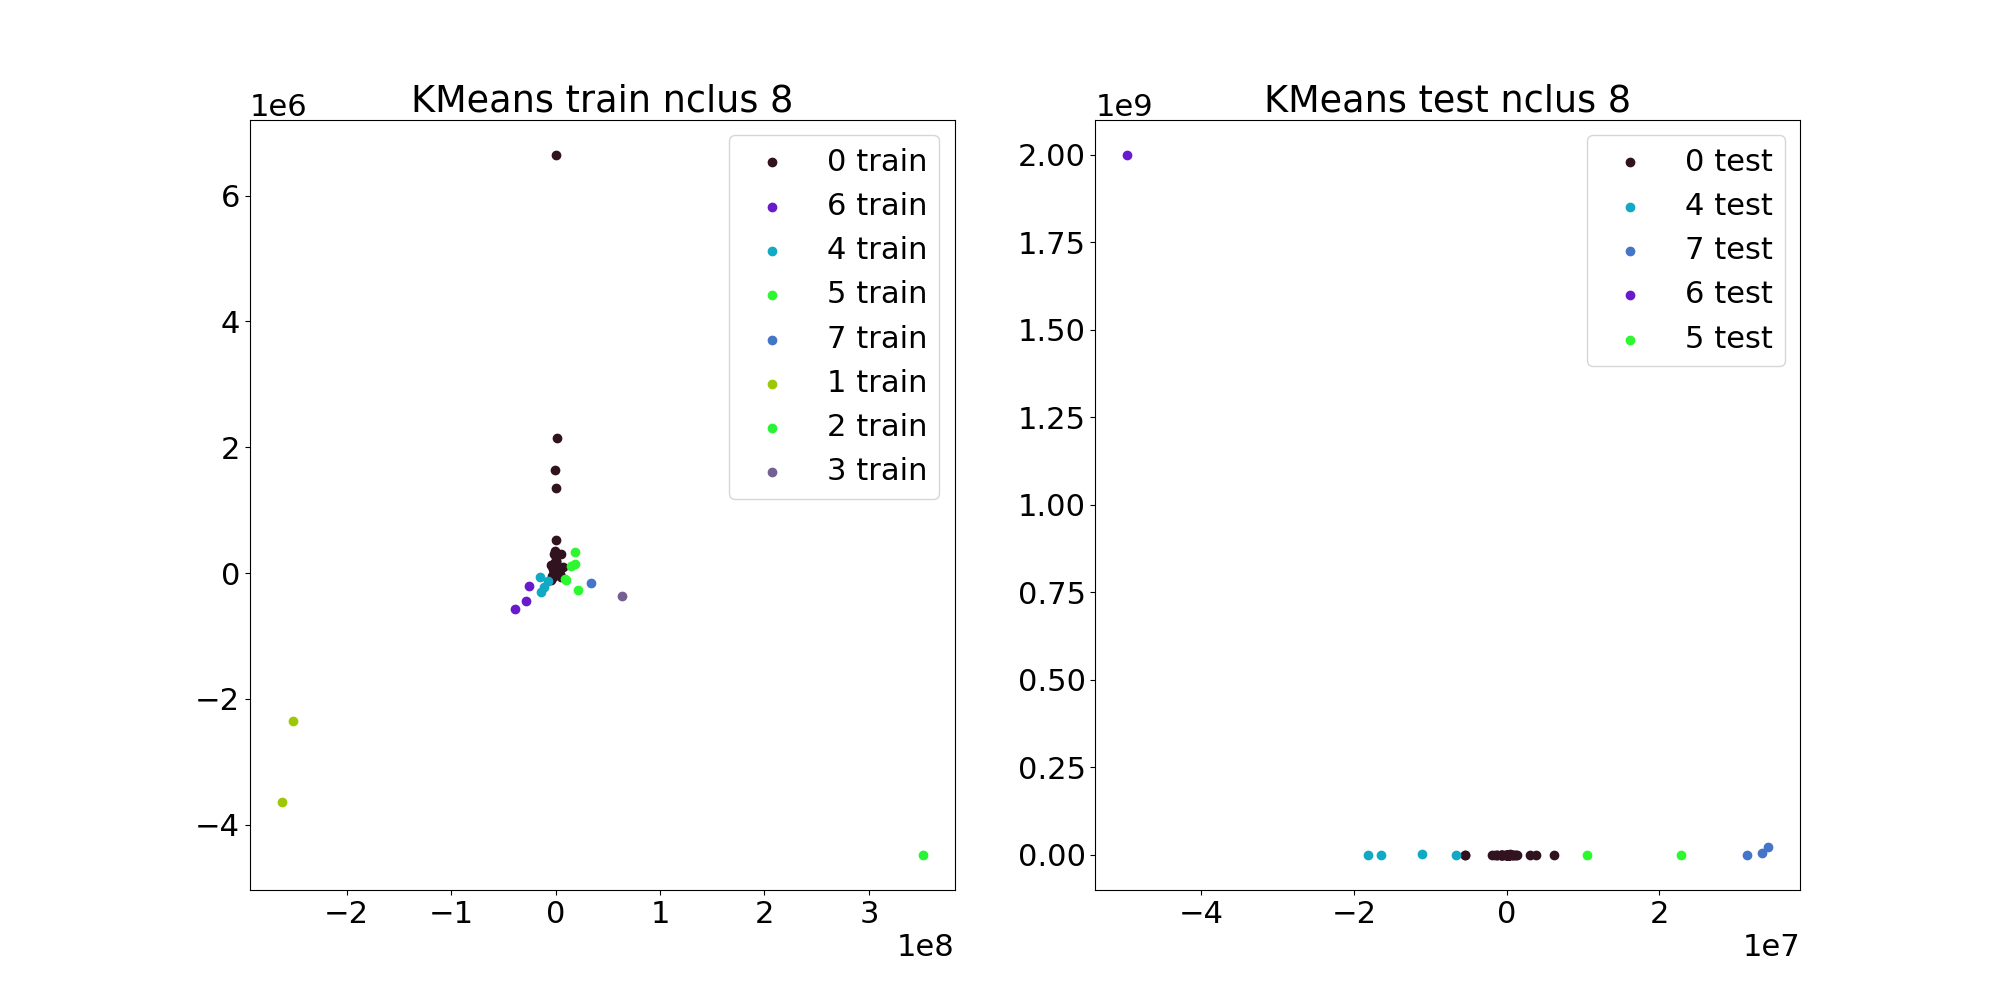 KMeans train nclus 8
1e6
6
4
2
0
−2
−4
−2
−1
0
1
2
3
1e8
0 train
6 train
4 train
5 train
7 train
1 train
2 train
3 train
KMeans test nclus 8
1e9
2.00
1.75
1.50
1.25
1.00
0.75
0.50
0.25
0.00
−4
−2
0
2
1e7
0 test
4 test
7 test
6 test
5 test